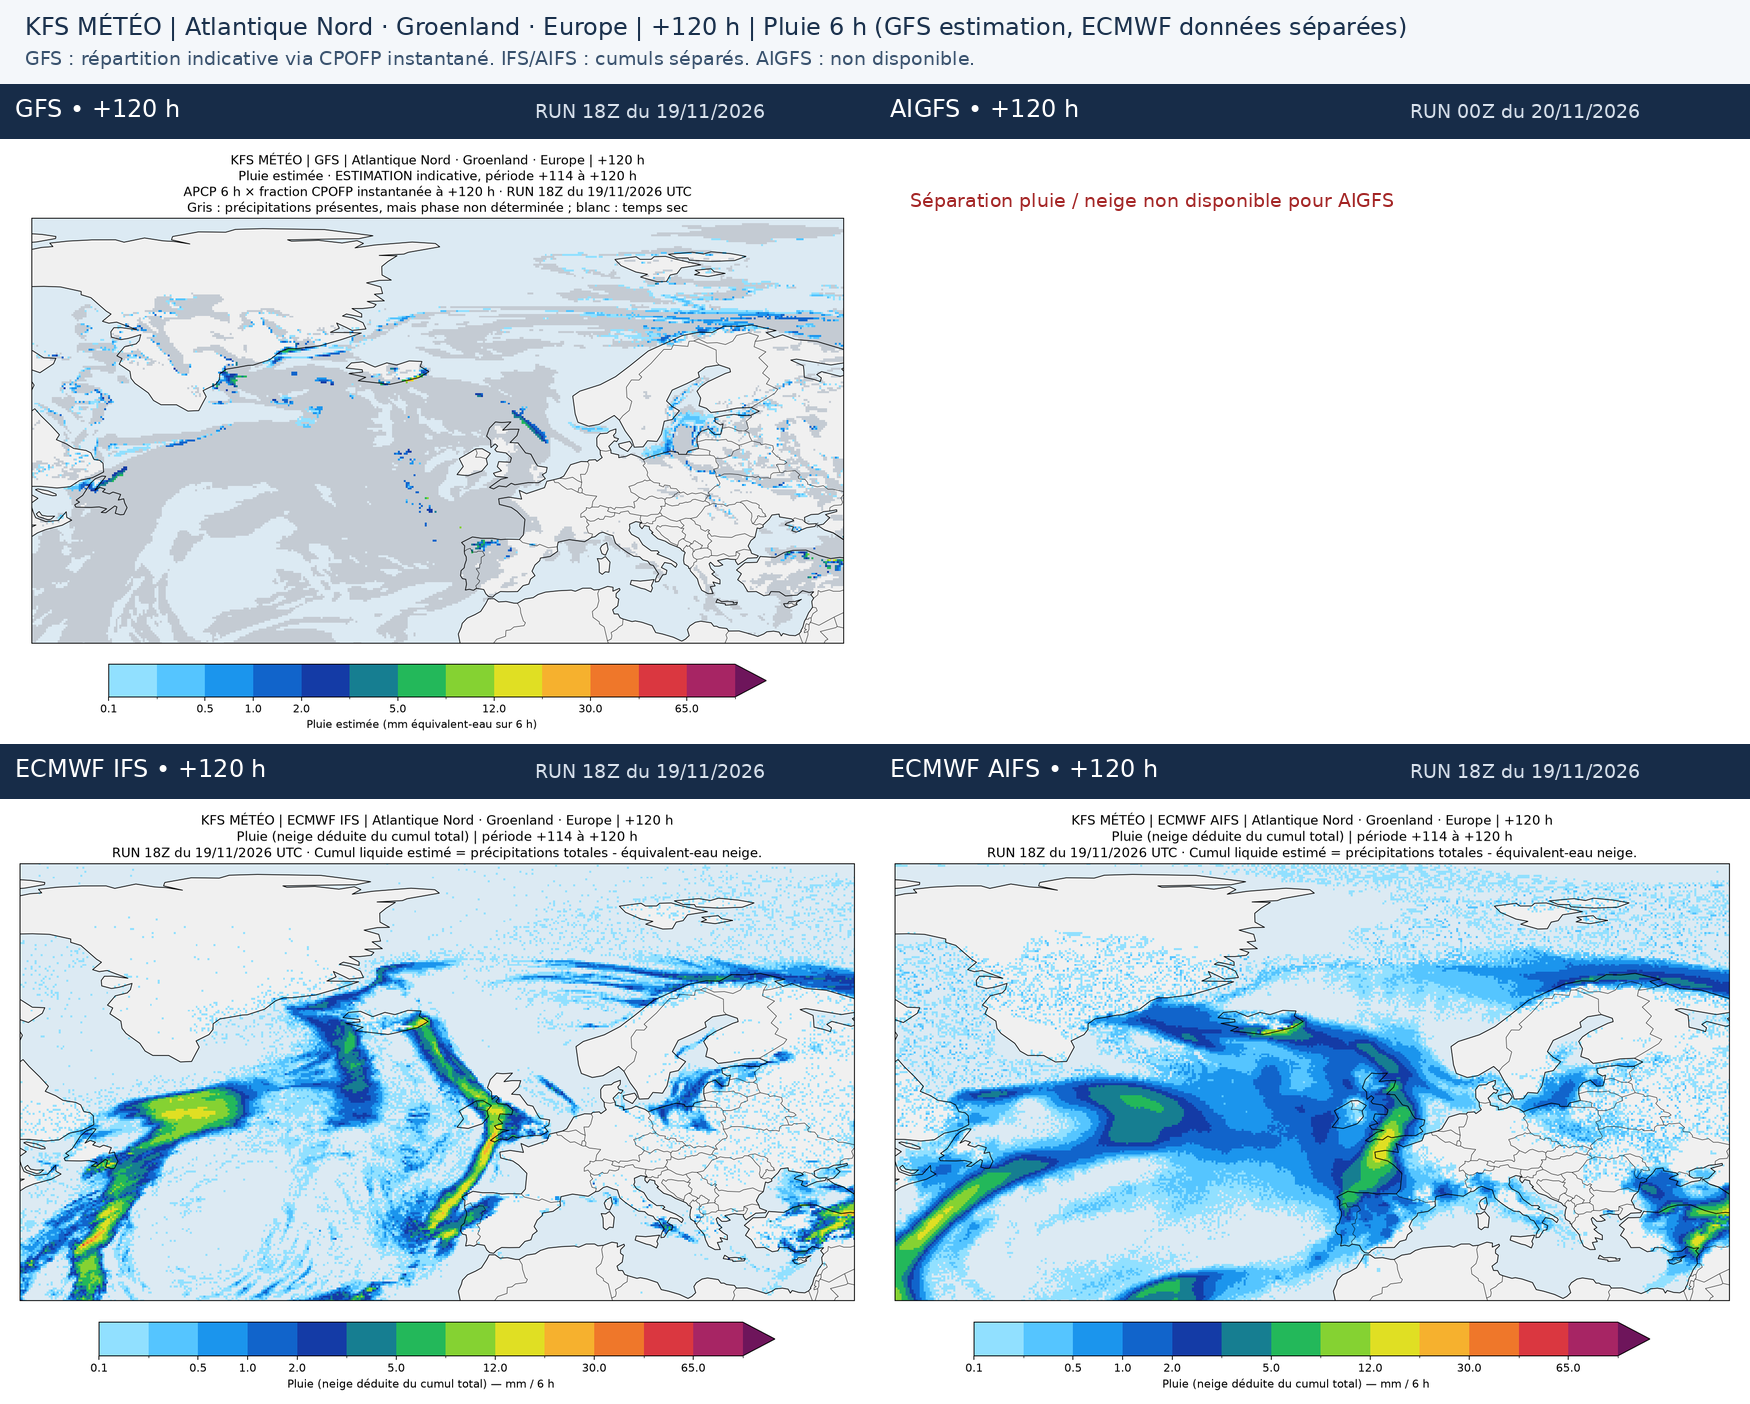 KFS MÉTÉO | Atlantique Nord · Groenland · Europe | +120 h | Pluie 6 h (GFS estimation, ECMWF données séparées)
GFS : répartition indicative via CPOFP instantané. IFS/AIFS : cumuls séparés. AIGFS : non disponible.
GFS • +120 h
RUN 18Z du 19/11/2026
AIGFS • +120 h
RUN 00Z du 20/11/2026
KFS MÉTÉO | GFS | Atlantique Nord · Groenland · Europe | +120 h
Pluie estimée · ESTIMATION indicative, période +114 à +120 h
APCP 6 h × fraction CPOFP instantanée à +120 h · RUN 18Z du 19/11/2026 UTC
Gris : précipitations présentes, mais phase non déterminée ; blanc : temps sec
Séparation pluie / neige non disponible pour AIGFS
0.1 0.5 1.0 2.0 5.0 12.0 30.0 65.0
Pluie estimée (mm équivalent-eau sur 6 h)
ECMWF IFS • +120 h
RUN 18Z du 19/11/2026
ECMWF AIFS • +120 h
RUN 18Z du 19/11/2026
KFS MÉTÉO | ECMWF IFS | Atlantique Nord · Groenland · Europe | +120 h
Pluie (neige déduite du cumul total) | période +114 à +120 h
RUN 18Z du 19/11/2026 UTC · Cumul liquide estimé = précipitations totales - équivalent-eau neige.
0.1 0.5 1.0 2.0 5.0 12.0 30.0 65.0
Pluie (neige déduite du cumul total) — mm / 6 h
KFS MÉTÉO | ECMWF AIFS | Atlantique Nord · Groenland · Europe | +120 h
Pluie (neige déduite du cumul total) | période +114 à +120 h
RUN 18Z du 19/11/2026 UTC · Cumul liquide estimé = précipitations totales - équivalent-eau neige.
0.1 0.5 1.0 2.0 5.0 12.0 30.0 65.0
Pluie (neige déduite du cumul total) — mm / 6 h